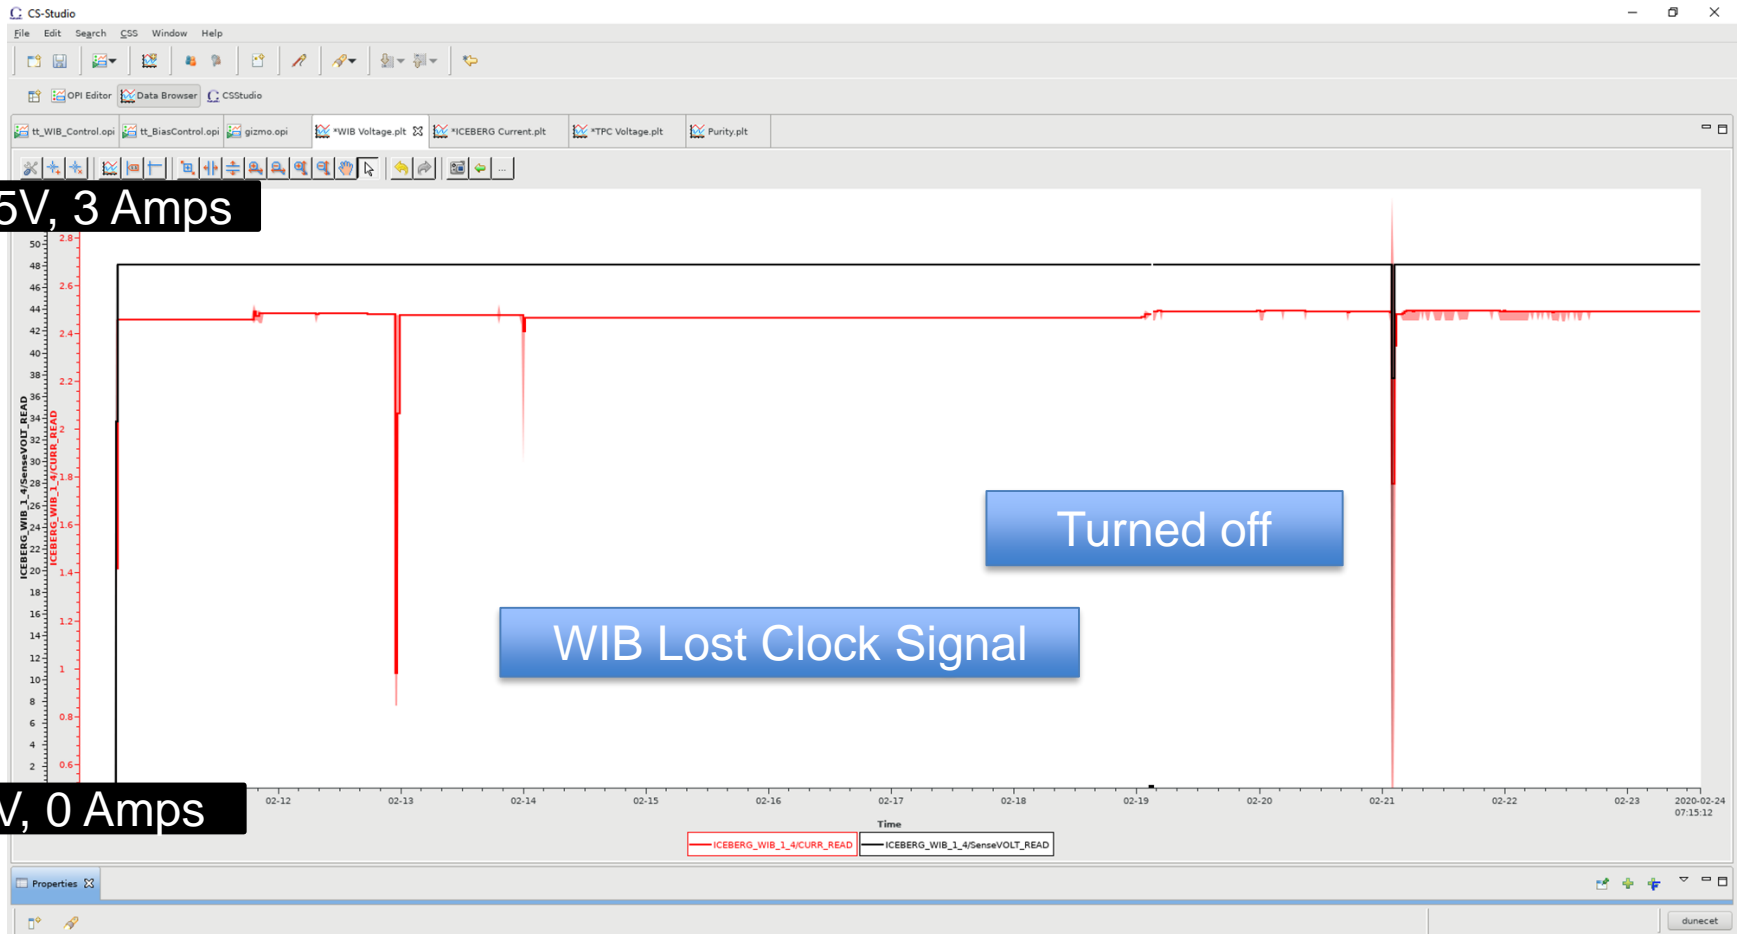 CS-Studio
File Edit Search CSS Window Help
OPI Editor Data Browser CSStudio
tt_WIB_Control.opi tt_BiasControl.opi gizmo.opi *WIB Voltage.plt *ICEBERG Current.plt *TPC Voltage.plt Purity.plt
...
5V, 3 Amps
50 2.8
48
46 2.6
44
42 2.4
40
38 2.2
36
34 2
32
30 1.8
28
26 1.6
24
22
20 1.4
18
16 1.2
14
12 1
10
8 0.8
6
4
2 0.6
ICEBERG_WIB_1_4/SenseVOLT_READ
ICEBERG_WIB_1_4/CURR_READ
Turned off
WIB Lost Clock Signal
V, 0 Amps
02-12 02-13 02-14 02-15 02-16 02-17 02-18 02-19 02-20 02-21 02-22 02-23 2020-02-24
07:15:12
Time
ICEBERG_WIB_1_4/CURR_READ ICEBERG_WIB_1_4/SenseVOLT_READ
Properties
dunecet